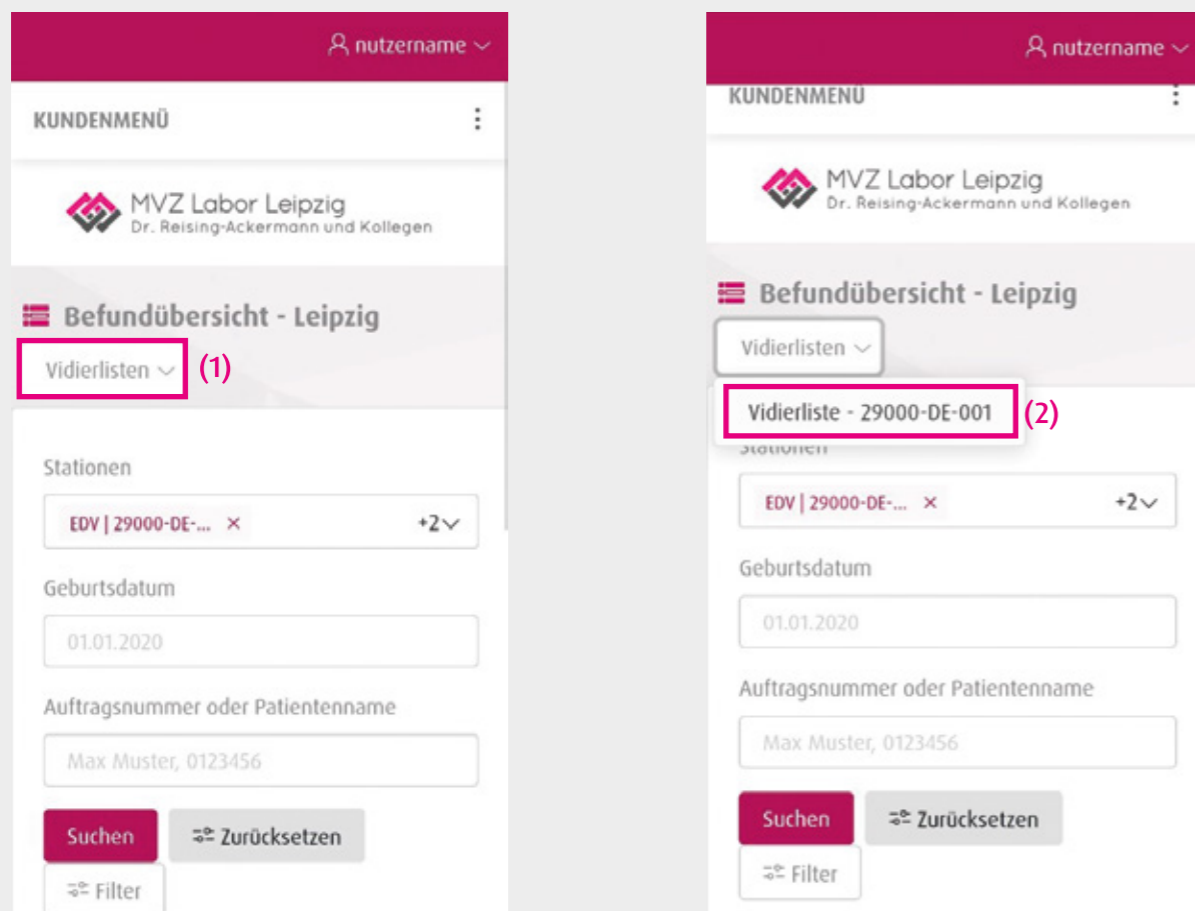 nutzername
KUNDENMENÜ
MVZ Labor Leipzig
Dr. Reising-Ackermann und Kollegen
Befundübersicht - Leipzig
Vidierlisten (1)
Stationen
EDV | 29000-DE-... × +2
Geburtsdatum
01.01.2020
Auftragsnummer oder Patientenname
Max Muster, 0123456
Suchen Zurücksetzen
Filter
nutzername
KUNDENMENÜ
MVZ Labor Leipzig
Dr. Reising-Ackermann und Kollegen
Befundübersicht - Leipzig
Vidierlisten
Vidierliste - 29000-DE-001 (2)
Stationen
EDV | 29000-DE-... × +2
Geburtsdatum
01.01.2020
Auftragsnummer oder Patientenname
Max Muster, 0123456
Suchen Zurücksetzen
Filter